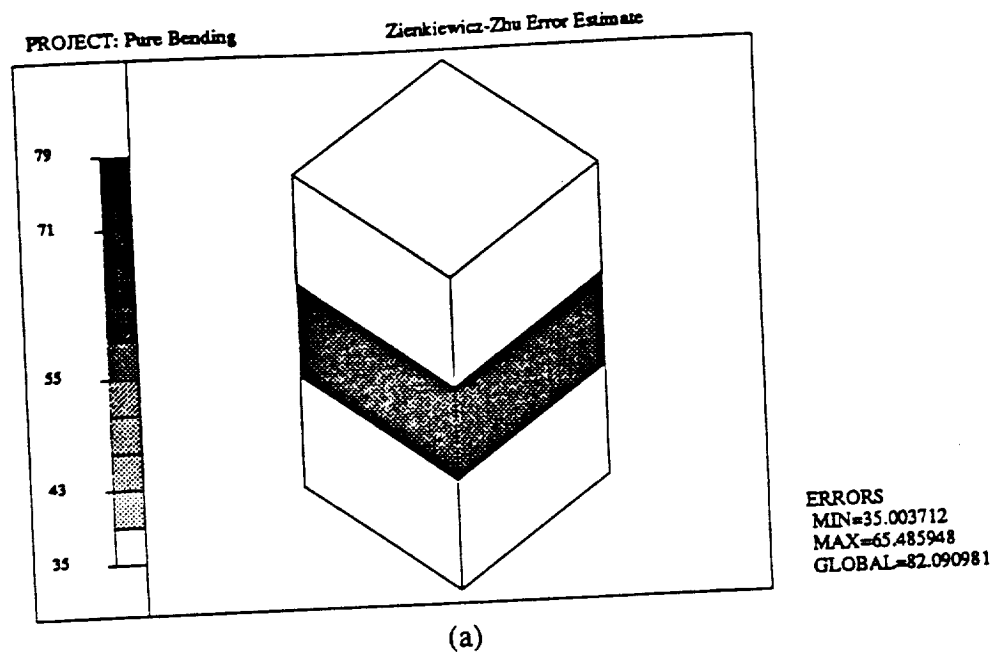 PROJECT: Pure Bending
Zienkiewicz-Zhu Error Estimate
79
71
55
43
35
ERRORS
MIN=35.003712
MAX=65.485948
GLOBAL=82.090981
(a)